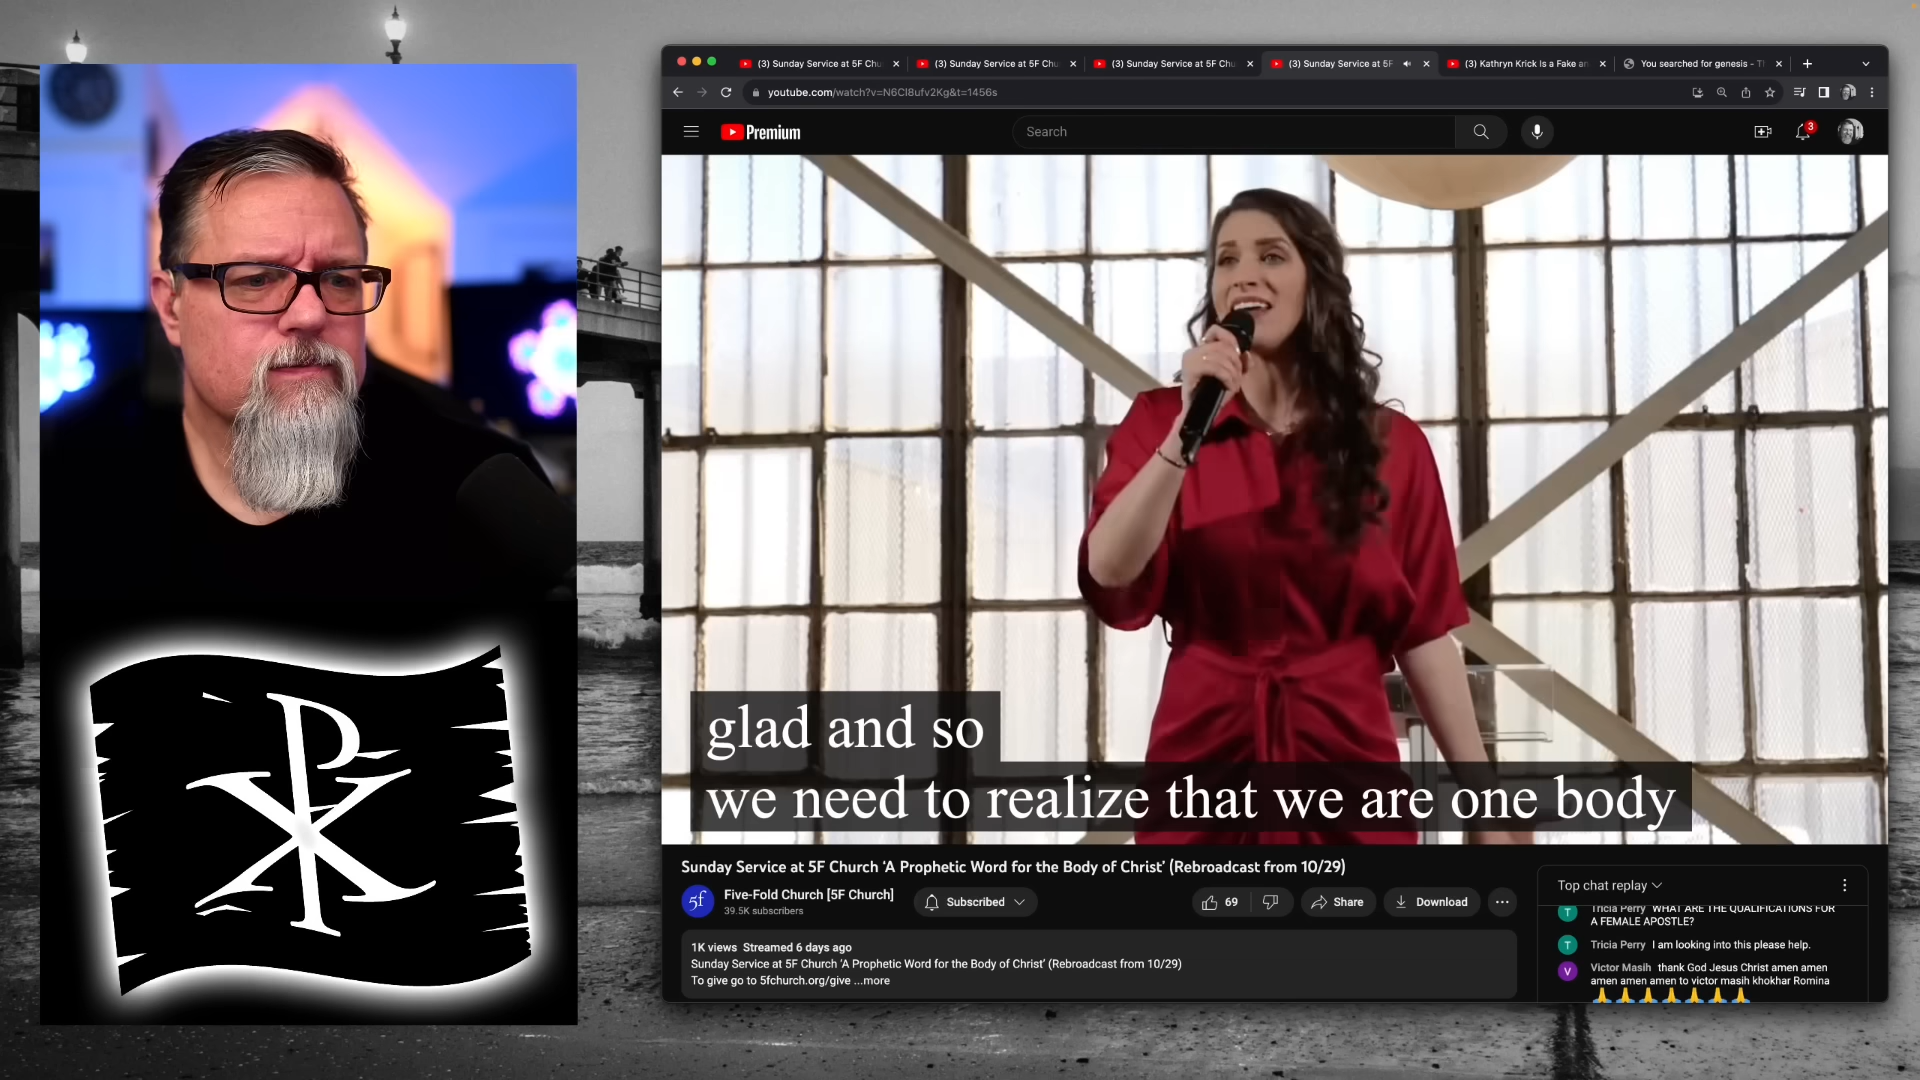 (3) Sunday Service at 5F Chu
(3) Sunday Service at 5F Chu
(3) Sunday Service at 5F Chu
(3) Sunday Service at 5F
(3) Kathryn Krick Is a Fake an
You searched for genesis - Th
youtube.com/watch?v=N6Cl8ufv2Kg&t=1456s
Premium
Search
3
glad and so
we need to realize that we are one body
Sunday Service at 5F Church 'A Prophetic Word for the Body of Christ' (Rebroadcast from 10/29)
5f
Five-Fold Church [5F Church]
39.5K subscribers
Subscribed
69
Share
Download
1K views Streamed 6 days ago
Sunday Service at 5F Church 'A Prophetic Word for the Body of Christ' (Rebroadcast from 10/29)
To give go to 5fchurch.org/give ...more
Top chat replay
T
Tricia Perry WHAT ARE THE QUALIFICATIONS FOR
A FEMALE APOSTLE?
T
Tricia Perry I am looking into this please help.
V
Victor Masih thank God Jesus Christ amen amen
amen amen amen to victor masih khokhar Romina